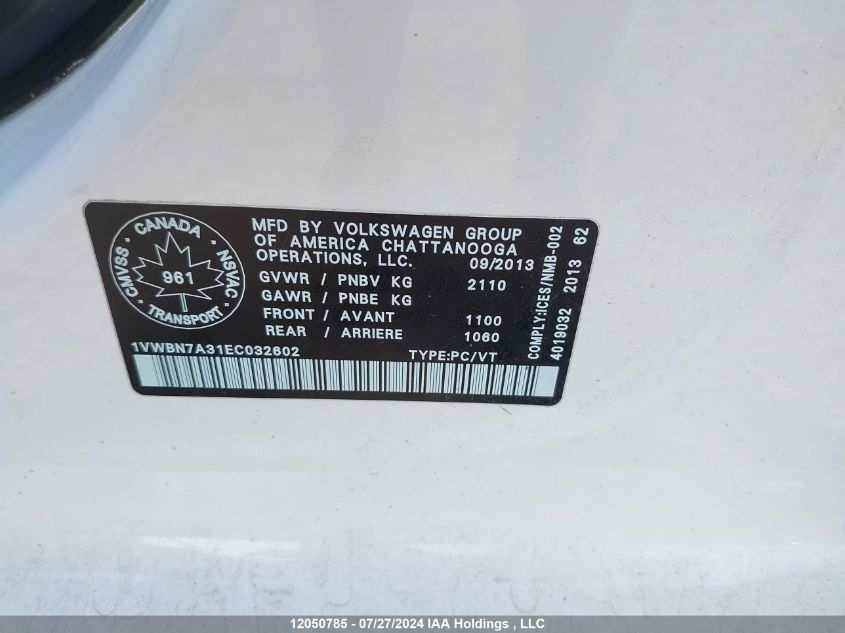 CANADA
CMVSS
NSVAC
961
TRANSPORT
MFD BY VOLKSWAGEN GROUP
OF AMERICA CHATTANOOGA
OPERATIONS, LLC. 09/2013
GVWR / PNBV KG 2110
GAWR / PNBE KG
FRONT / AVANT 1100
REAR / ARRIERE 1060
1VWBN7A31EC032602 TYPE:PC/VT
COMPLY:ICES/NMB-002
4019032 2013 62
12050785 - 07/27/2024 IAA Holdings , LLC